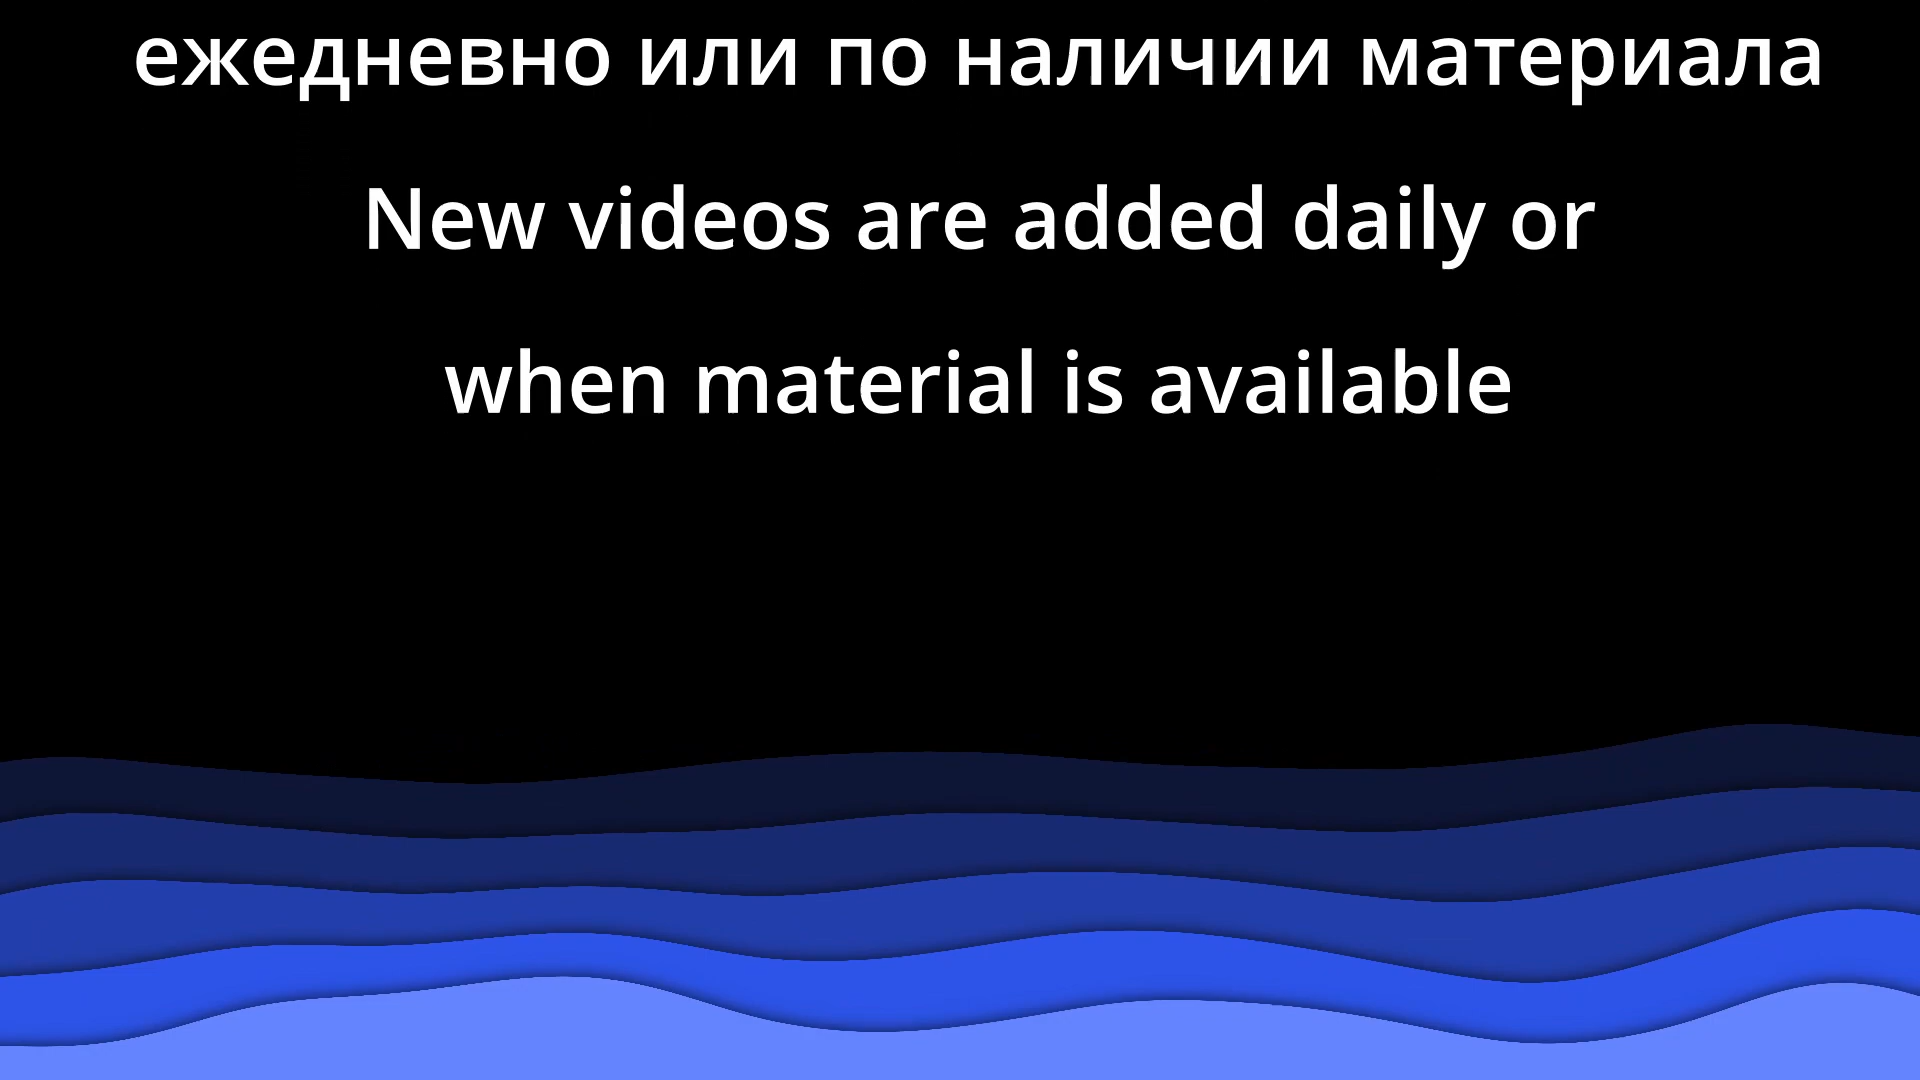 ежедневно или по наличии материала
New videos are added daily or
when material is available